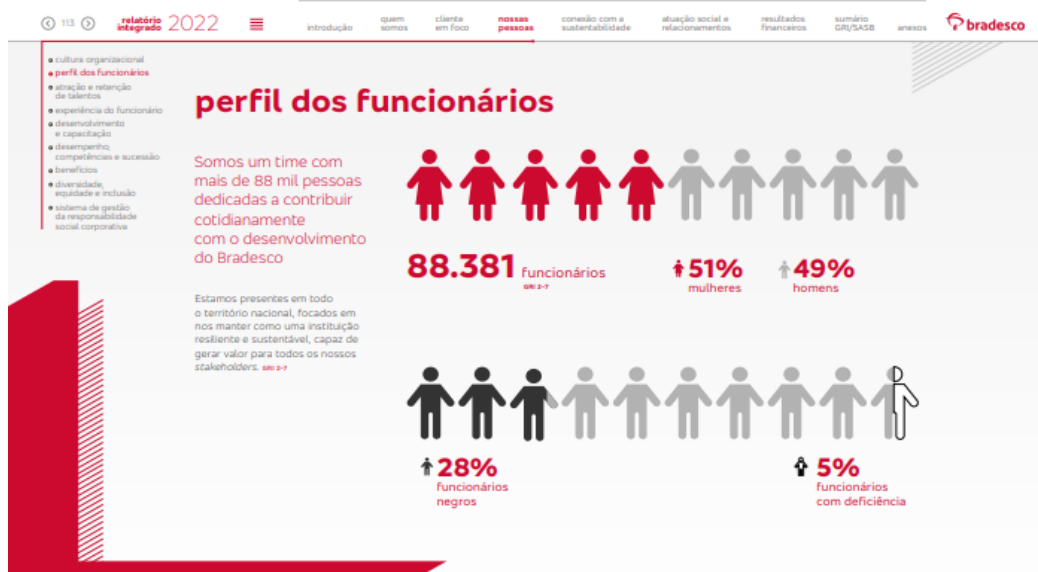 113
relatório
integrado 2022
introdução
quem
somos
cliente
em foco
nossas
pessoas
conexão com a
sustentabilidade
atuação social e
relacionamentos
resultados
financeiros
sumário
GRI/SASB
anexos
bradesco
cultura organizacional
perfil dos funcionários
atração e retenção
de talentos
experiência do funcionário
desenvolvimento
e capacitação
desempenho,
competências e sucessão
benefícios
diversidade,
equidade e inclusão
sistema de gestão
da responsabilidade
social corporativa
perfil dos funcionários
Somos um time com
mais de 88 mil pessoas
dedicadas a contribuir
cotidianamente
com o desenvolvimento
do Bradesco
Estamos presentes em todo
o território nacional, focados em
nos manter como uma instituição
resiliente e sustentável, capaz de
gerar valor para todos os nossos
stakeholders. GRI 2-7
88.381 funcionários
GRI 2-7
51%
mulheres
49%
homens
28%
funcionários
negros
5%
funcionários
com deficiência